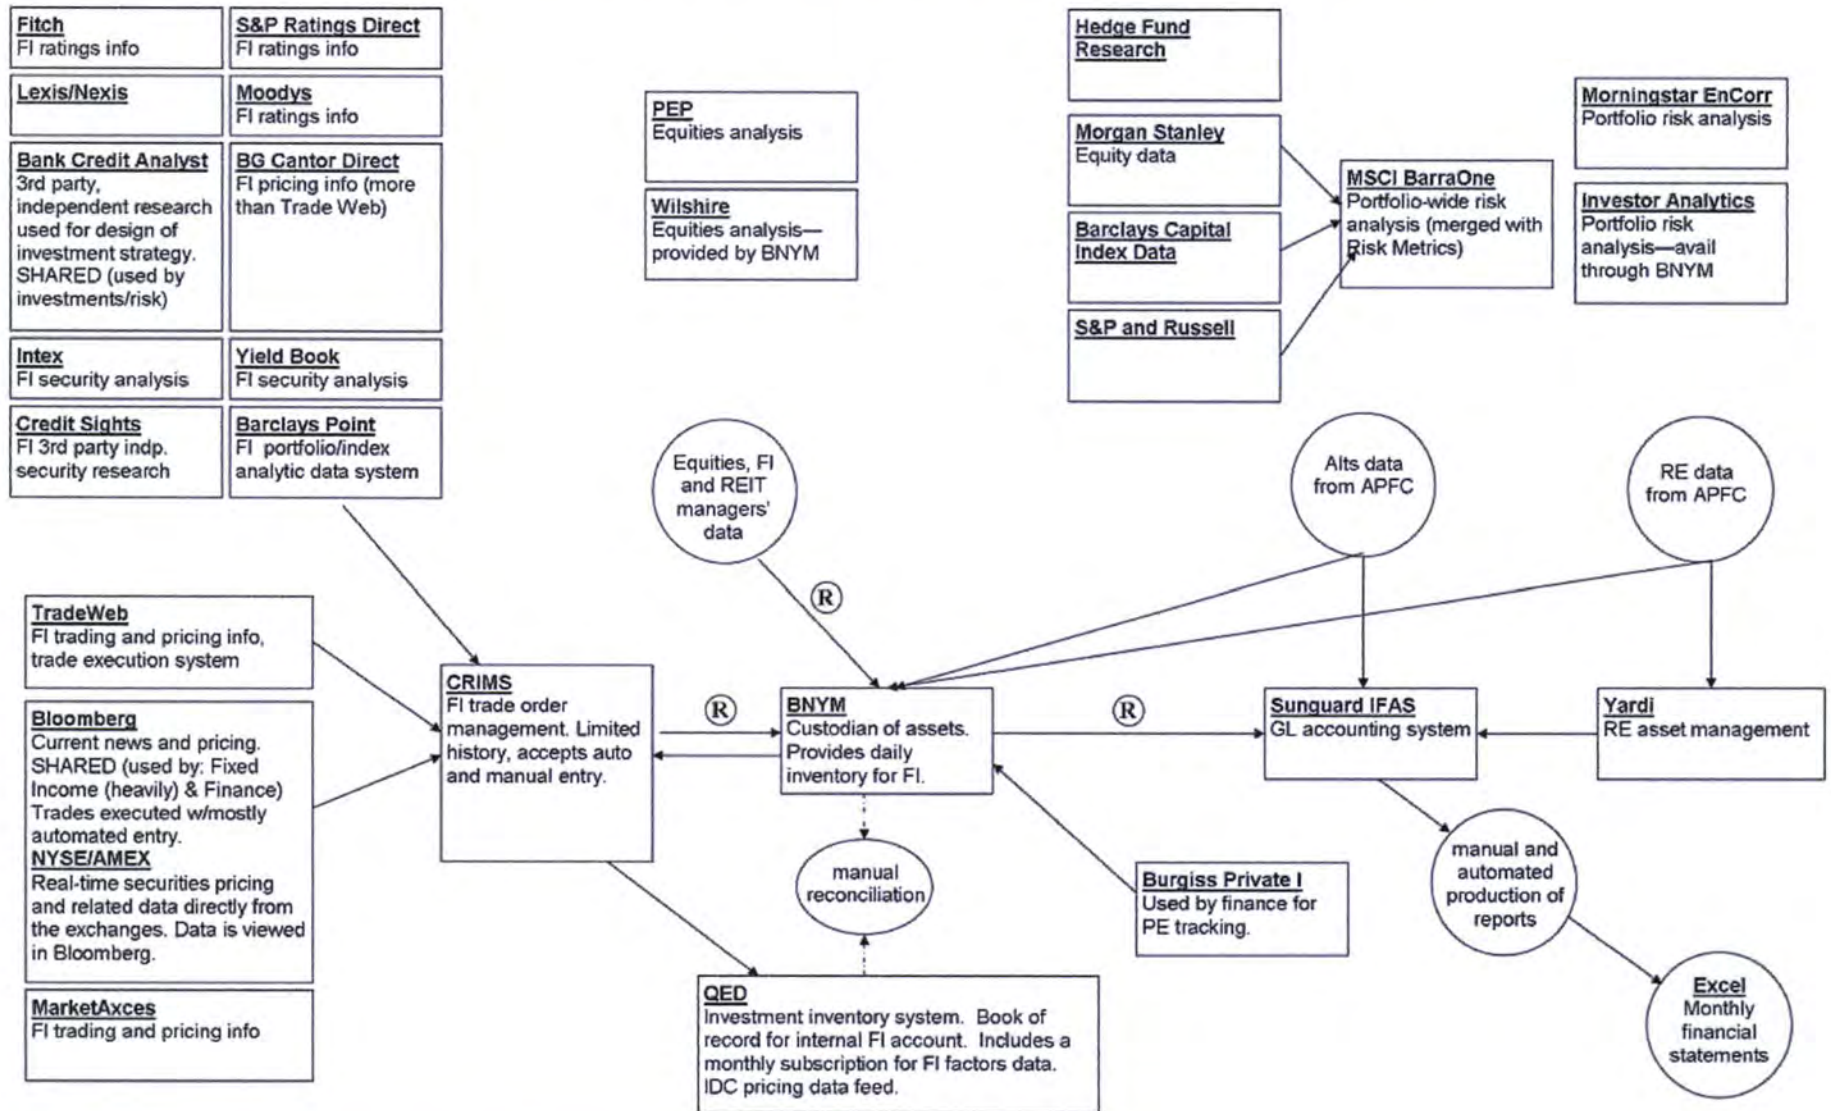 Fitch
FI ratings info
S&P Ratings Direct
FI ratings info
Lexis/Nexis
Moodys
FI ratings info
Bank Credit Analyst
3rd party,
independent research
used for design of
investment strategy.
SHARED (used by
investments/risk)
BG Cantor Direct
FI pricing info (more
than Trade Web)
Intex
FI security analysis
Yield Book
FI security analysis
Credit Sights
FI 3rd party indp.
security research
Barclays Point
FI portfolio/index
analytic data system
PEP
Equities analysis
Wilshire
Equities analysis—
provided by BNYM
Hedge Fund
Research
Morgan Stanley
Equity data
Barclays Capital
Index Data
S&P and Russell
MSCI BarraOne
Portfolio-wide risk
analysis (merged with
Risk Metrics)
Morningstar EnCorr
Portfolio risk analysis
Investor Analytics
Portfolio risk
analysis—avail
through BNYM
Equities, FI
and REIT
managers'
data
Alts data
from APFC
RE data
from APFC
R
TradeWeb
FI trading and pricing info,
trade execution system
Bloomberg
Current news and pricing.
SHARED (used by: Fixed
Income (heavily) & Finance)
Trades executed w/mostly
automated entry.
NYSE/AMEX
Real-time securities pricing
and related data directly from
the exchanges. Data is viewed
in Bloomberg.
MarketAxces
FI trading and pricing info
CRIMS
FI trade order
management. Limited
history, accepts auto
and manual entry.
R
BNYM
Custodian of assets.
Provides daily
inventory for FI.
R
Sunguard IFAS
GL accounting system
Yardi
RE asset management
manual
reconciliation
Burgiss Private I
Used by finance for
PE tracking.
manual and
automated
production of
reports
QED
Investment inventory system. Book of
record for internal FI account. Includes a
monthly subscription for FI factors data.
IDC pricing data feed.
Excel
Monthly
financial
statements